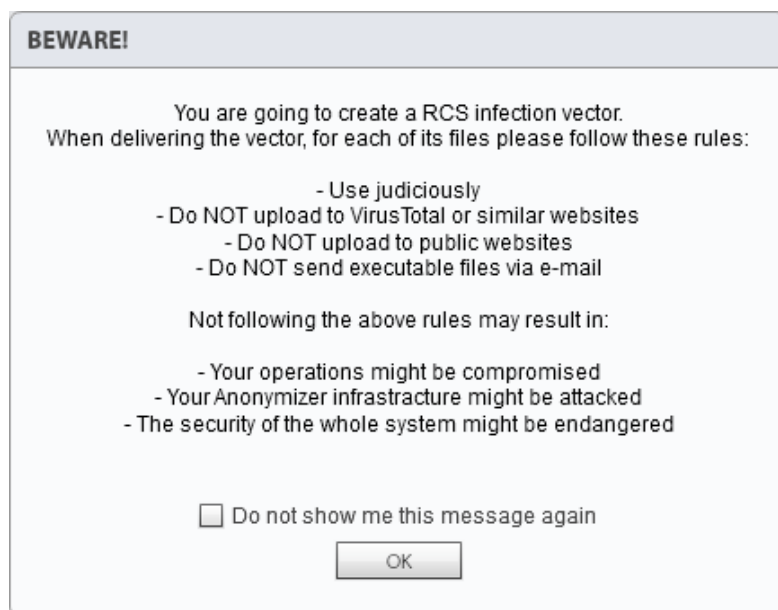 BEWARE!
You are going to create a RCS infection vector.
When delivering the vector, for each of its files please follow these rules:
- Use judiciously
- Do NOT upload to VirusTotal or similar websites
- Do NOT upload to public websites
- Do NOT send executable files via e-mail
Not following the above rules may result in:
- Your operations might be compromised
- Your Anonymizer infrastracture might be attacked
- The security of the whole system might be endangered
Do not show me this message again
OK